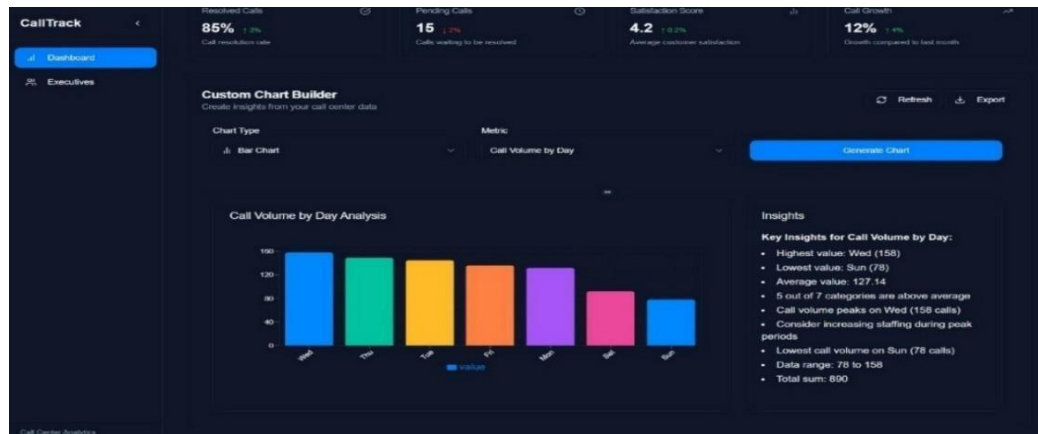 CallTrack
Dashboard
Executives
Call Center Analytics
Resolved Calls
85% ↑ 3%
Call resolution rate
Pending Calls
15 ↓ 2%
Calls waiting to be resolved
Satisfaction Score
4.2 ↑ 0.2%
Average customer satisfaction
Call Growth
12% ↑ 4%
Growth compared to last month
Custom Chart Builder
Create insights from your call center data
Refresh
Export
Chart Type
Bar Chart
Metric
Call Volume by Day
Generate Chart
Call Volume by Day Analysis
160
120
80
40
0
Wed
Thu
Tue
Fri
Mon
Sat
Sun
value
Insights
Key Insights for Call Volume by Day:
• Highest value: Wed (158)
• Lowest value: Sun (78)
• Average value: 127.14
• 5 out of 7 categories are above average
• Call volume peaks on Wed (158 calls)
• Consider increasing staffing during peak
periods
• Lowest call volume on Sun (78 calls)
• Data range: 78 to 158
• Total sum: 890